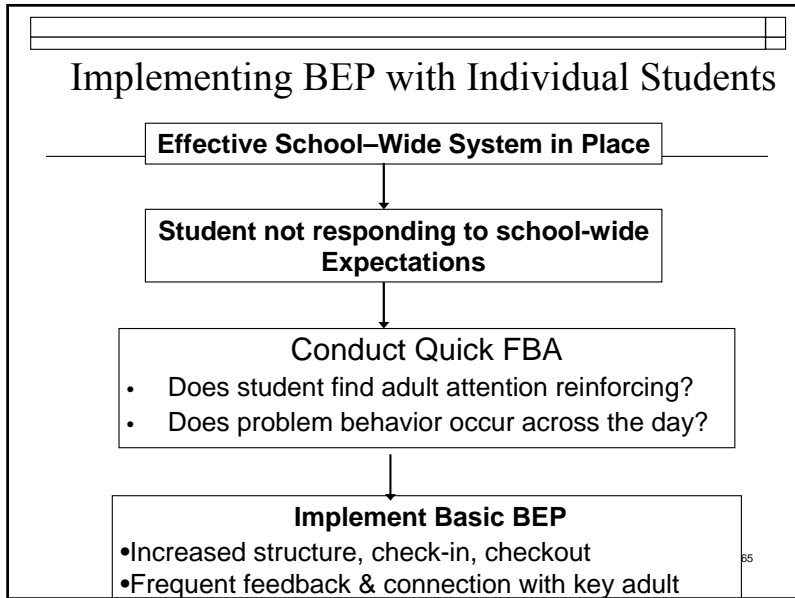 Implementing BEP with Individual Students
Effective School–Wide System in Place
Student not responding to school-wide
Expectations
Conduct Quick FBA
• Does student find adult attention reinforcing?
• Does problem behavior occur across the day?
Implement Basic BEP
•Increased structure, check-in, checkout
•Frequent feedback & connection with key adult
65